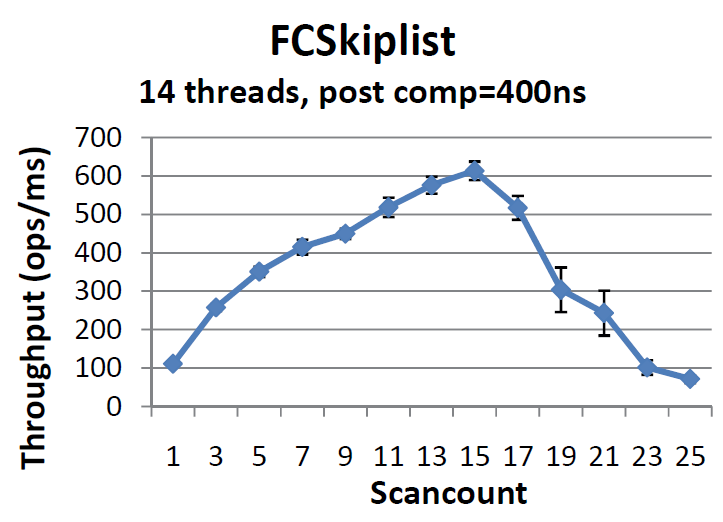 FCSkiplist
14 threads, post comp=400ns
Throughput (ops/ms)
700
600
500
400
300
200
100
0
1 3 5 7 9 11 13 15 17 19 21 23 25
Scancount